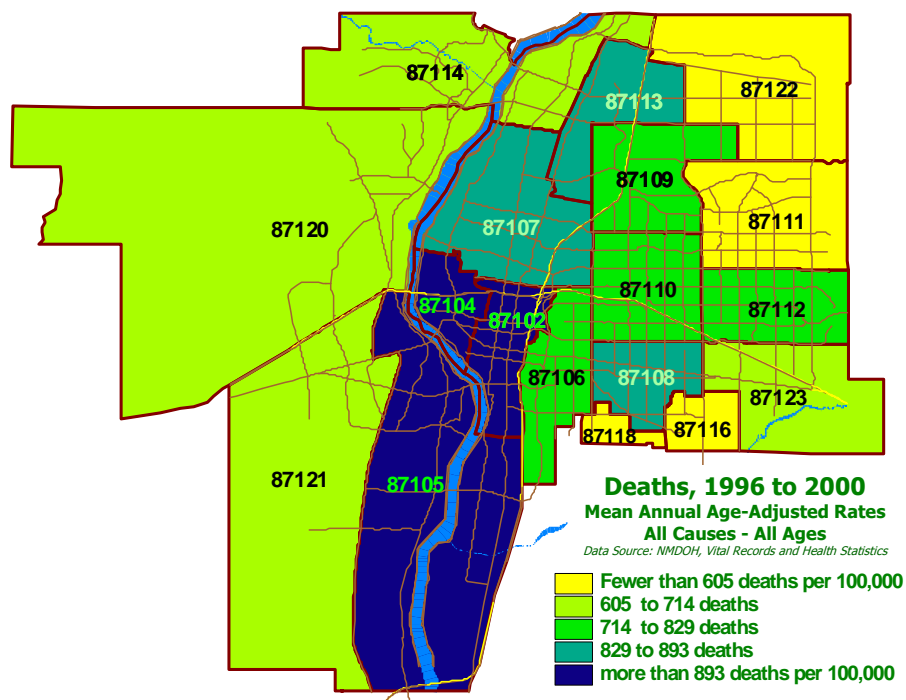 87114
87122
87113
87109
87111
87120
87107
87110
87104
87112
87102
87106
87108
87123
87118
87116
87121
87105
Deaths, 1996 to 2000
Mean Annual Age-Adjusted Rates
All Causes - All Ages
Data Source: NMDOH, Vital Records and Health Statistics
Fewer than 605 deaths per 100,000
605 to 714 deaths
714 to 829 deaths
829 to 893 deaths
more than 893 deaths per 100,000